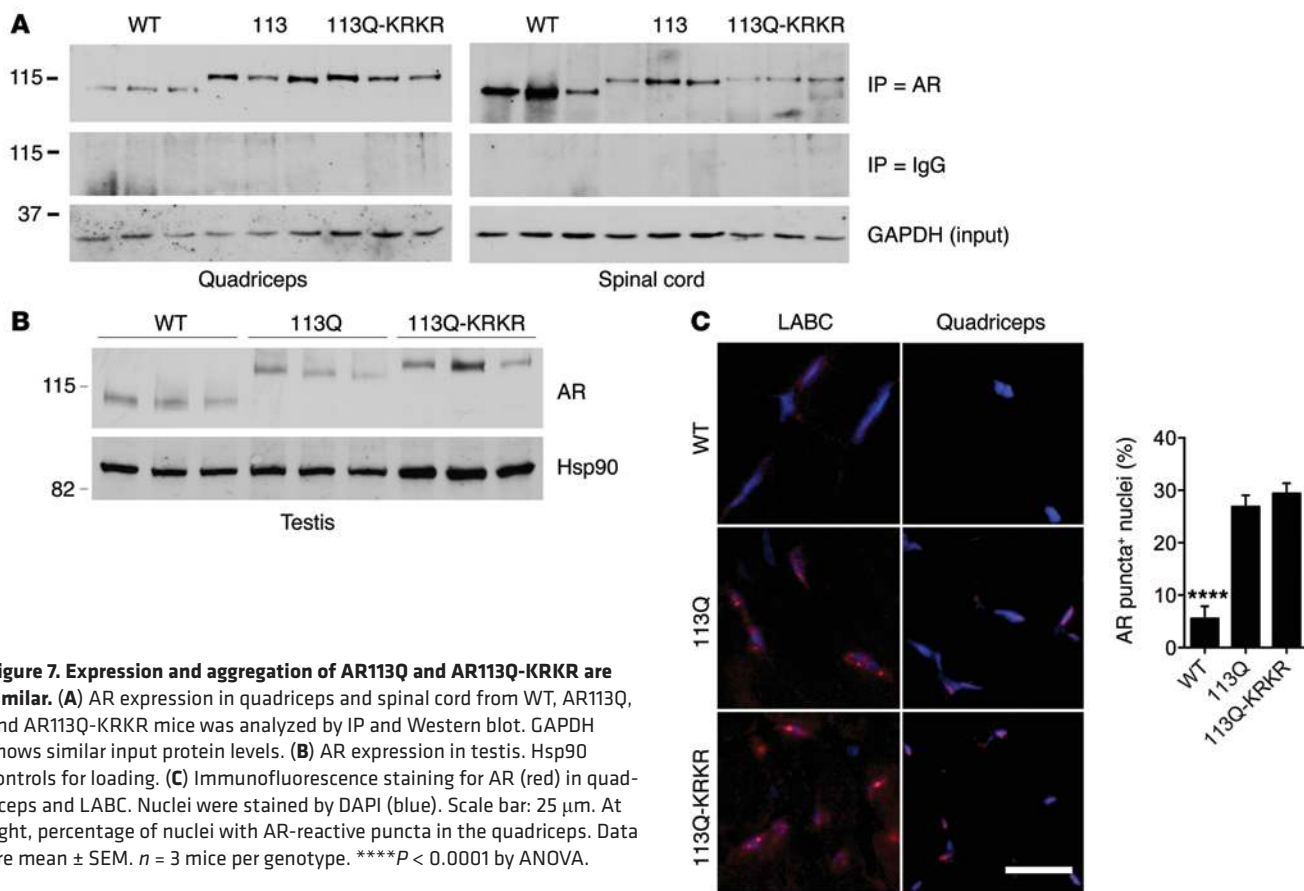 A
WT 113 113Q-KRKR
WT 113 113Q-KRKR
115
IP = AR
115
IP = IgG
37
GAPDH (input)
Quadriceps
Spinal cord
B
WT 113Q 113Q-KRKR
115
AR
82
Hsp90
Testis
C
LABC Quadriceps
WT
113Q
113Q-KRKR
AR puncta⁺ nuclei (%)
40
30
20
10
0
****
WT
113Q
113Q-KRKR
igure 7. Expression and aggregation of AR113Q and AR113Q-KRKR are
milar. (A) AR expression in quadriceps and spinal cord from WT, AR113Q,
nd AR113Q-KRKR mice was analyzed by IP and Western blot. GAPDH
hows similar input protein levels. (B) AR expression in testis. Hsp90
ontrols for loading. (C) Immunofluorescence staining for AR (red) in quad-
iceps and LABC. Nuclei were stained by DAPI (blue). Scale bar: 25 μm. At
ght, percentage of nuclei with AR-reactive puncta in the quadriceps. Data
re mean ± SEM. n = 3 mice per genotype. ****P < 0.0001 by ANOVA.